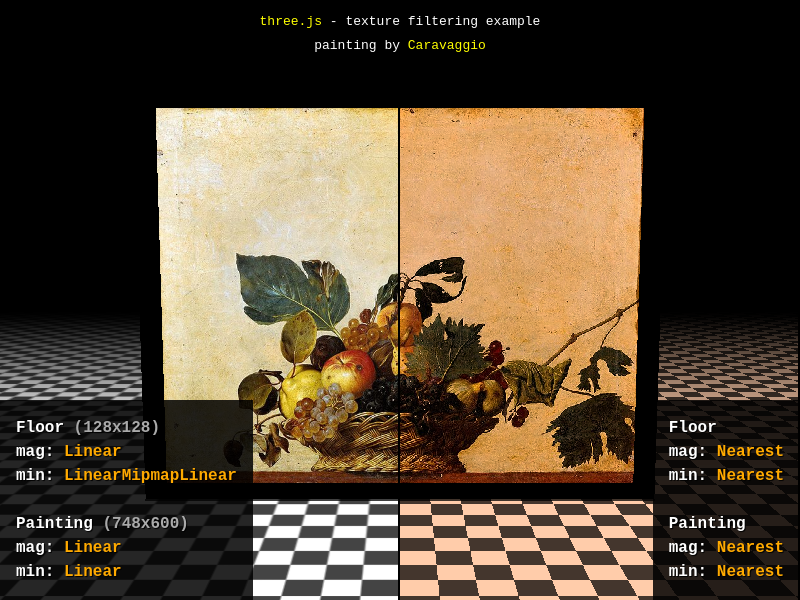 three.js - texture filtering example
painting by Caravaggio
Floor (128x128)
mag: Linear
min: LinearMipmapLinear
Painting (748x600)
mag: Linear
min: Linear
Floor
mag: Nearest
min: Nearest
Painting
mag: Nearest
min: Nearest